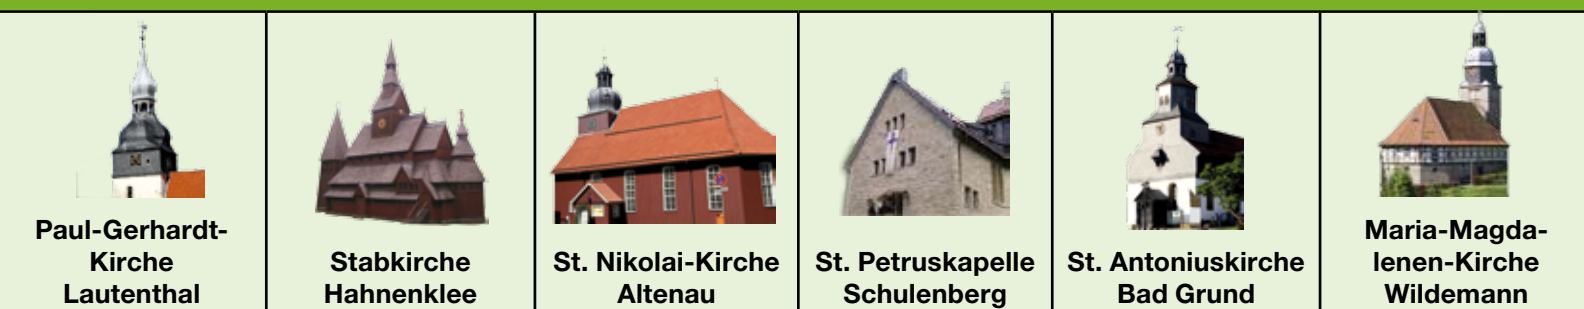 Paul-Gerhardt-
Kirche
Lautenthal
Stabkirche
Hahnenklee
St. Nikolai-Kirche
Altenau
St. Petruskapelle
Schulenberg
St. Antoniuskirche
Bad Grund
Maria-Magda-
lenen-Kirche
Wildemann